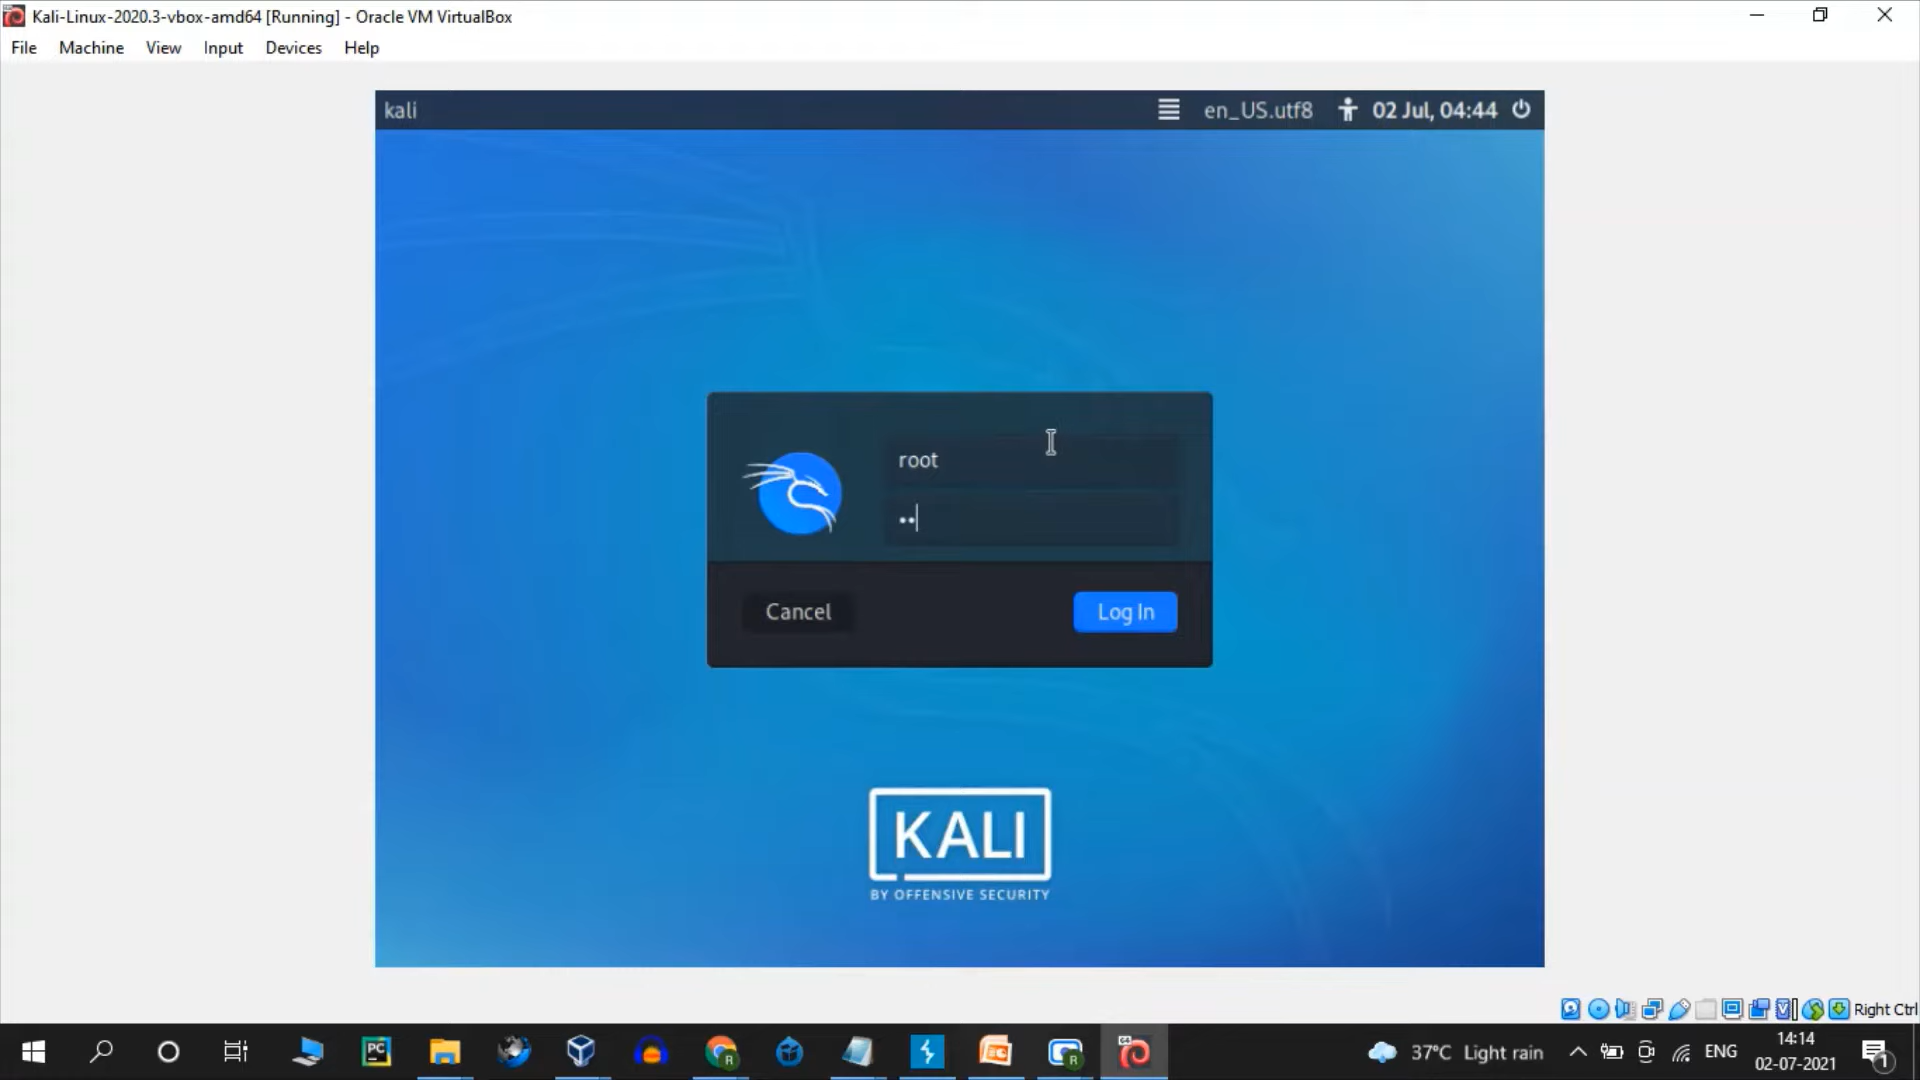 Kali-Linux-2020.3-vbox-amd64 [Running] - Oracle VM VirtualBox
File Machine View Input Devices Help
kali en_US.utf8 02 Jul, 04:44
root
••
Cancel Log In
KALI
BY OFFENSIVE SECURITY
Right Ctrl
37°C Light rain ENG 14:14
02-07-2021 1